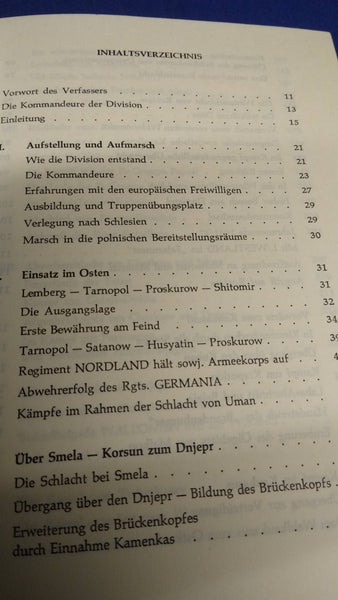 INHALTSVERZEICHNIS
Vorwort des Verfassers . . . . . . . . . 11
Die Kommandeure der Division . . . . . . . 13
Einleitung . . . . . . . . . . . . 15
I. Aufstellung und Aufmarsch . . . . . . . 21
Wie die Division entstand . . . . . . . . 21
Die Kommandeure . . . . . . . . . . 23
Erfahrungen mit den europäischen Freiwilligen . . . . 27
Ausbildung und Truppenübungsplatz . . . . . . 29
Verlegung nach Schlesien . . . . . . . . 29
Marsch in die polnischen Bereitstellungsräume . . . . 30
Einsatz im Osten . . . . . . . . . . 31
Lemberg — Tarnopol — Proskurow — Shitomir . . . . 31
Die Ausgangslage . . . . . . . . . . 32
Erste Bewährung am Feind . . . . . . . . 34
Tarnopol — Satanow — Husyatin — Proskurow . . . .
Regiment NORDLAND hält sowj. Armeekorps auf . . .
Abwehrerfolg des Rgts. GERMANIA . . . . . .
Kämpfe im Rahmen der Schlacht von Uman . . . .
Über Smela — Korsun zum Dnjepr . . . . . .
Die Schlacht bei Smela . . . . . . . .
Übergang über den Dnjepr — Bildung des Brückenkopfs .
Erweiterung des Brückenkopfes
durch Einnahme Kamenkas . . . . . . .